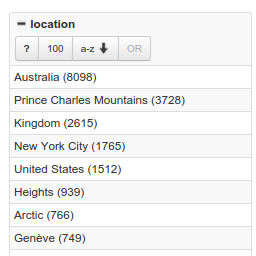 location
? 100 a-z OR
Australia (8098)
Prince Charles Mountains (3728)
Kingdom (2615)
New York City (1765)
United States (1512)
Heights (939)
Arctic (766)
Genève (749)